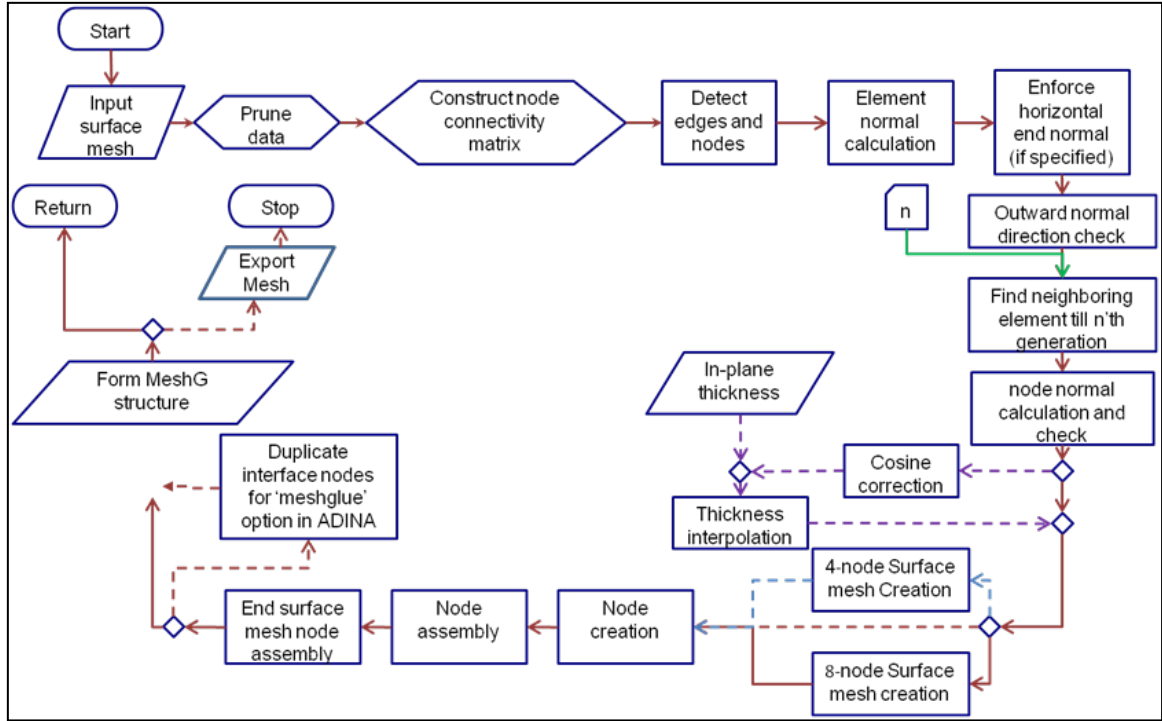 Start
Input
surface
mesh
Prune
data
Construct node
connectivity
matrix
Detect
edges and
nodes
Element
normal
calculation
Enforce
horizontal
end normal
(if specified)
Return
Stop
n
Outward normal
direction check
Export
Mesh
Find neighboring
element till n'th
generation
Form MeshG
structure
In-plane
thickness
node normal
calculation and
check
Duplicate
interface nodes
for 'meshglue'
option in ADINA
Cosine
correction
Thickness
interpolation
4-node Surface
mesh Creation
End surface
mesh node
assembly
Node
assembly
Node
creation
8-node Surface
mesh creation